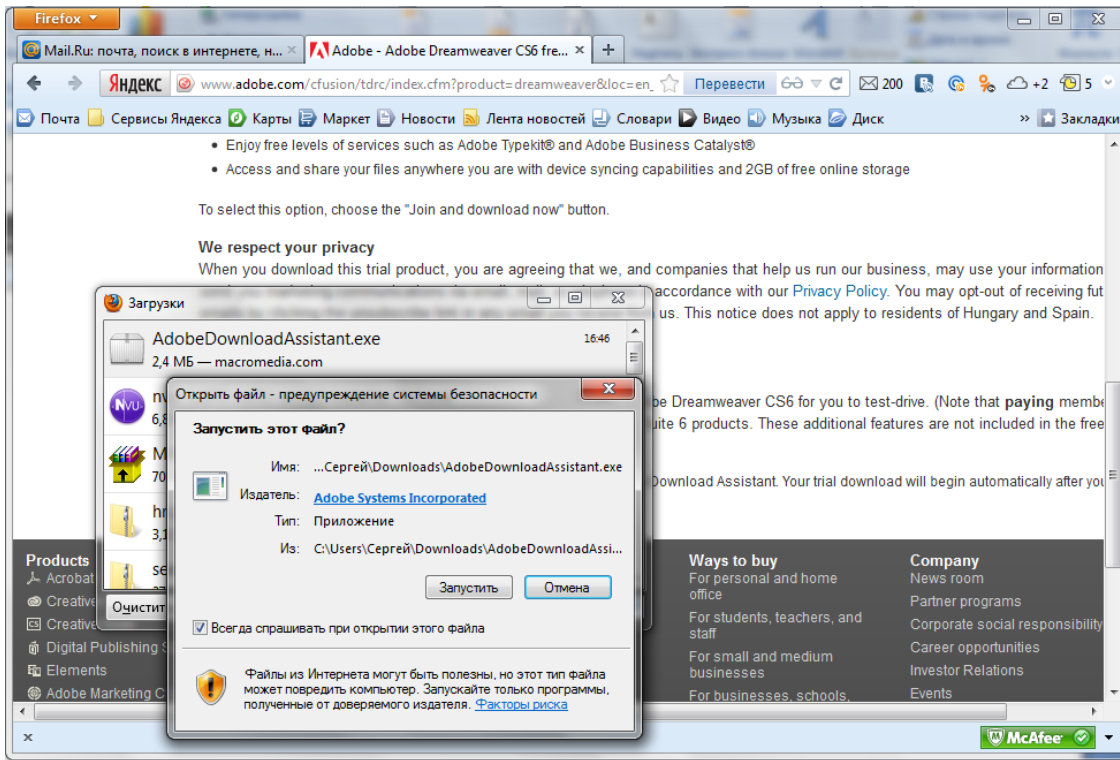 Firefox
Mail.Ru: почта, поиск в интернете, н...
Adobe - Adobe Dreamweaver CS6 fre...
Яндекс
www.adobe.com/cfusion/tdrc/index.cfm?product=dreamweaver&loc=en_
Перевести
200
+2
5
Почта
Сервисы Яндекса
Карты
Маркет
Новости
Лента новостей
Словари
Видео
Музыка
Диск
»
Закладки
• Enjoy free levels of services such as Adobe Typekit® and Adobe Business Catalyst®
• Access and share your files anywhere you are with device syncing capabilities and 2GB of free online storage
To select this option, choose the "Join and download now" button.
We respect your privacy
When you download this trial product, you are agreeing that we, and companies that help us run our business, may use your information
accordance with our Privacy Policy. You may opt-out of receiving fut
us. This notice does not apply to residents of Hungary and Spain.
be Dreamweaver CS6 for you to test-drive. (Note that paying membe
uite 6 products. These additional features are not included in the free
Download Assistant. Your trial download will begin automatically after you
Загрузки
AdobeDownloadAssistant.exe
16:46
2,4 МБ — macromedia.com
NVU
6,8
M
70
hr
3,1
se
Очистит
Открыть файл - предупреждение системы безопасности
Запустить этот файл?
Имя: ...Сергей\Downloads\AdobeDownloadAssistant.exe
Издатель: Adobe Systems Incorporated
Тип: Приложение
Из: C:\Users\Сергей\Downloads\AdobeDownloadAssi...
Запустить
Отмена
Всегда спрашивать при открытии этого файла
Файлы из Интернета могут быть полезны, но этот тип файла
может повредить компьютер. Запускайте только программы,
полученные от доверяемого издателя. Факторы риска
Products
Acrobat
Creative
Creative
Digital Publishing S
Elements
Adobe Marketing C
Ways to buy
For personal and home
office
For students, teachers, and
staff
For small and medium
businesses
For businesses, schools,
Company
News room
Partner programs
Corporate social responsibility
Career opportunities
Investor Relations
Events
McAfee